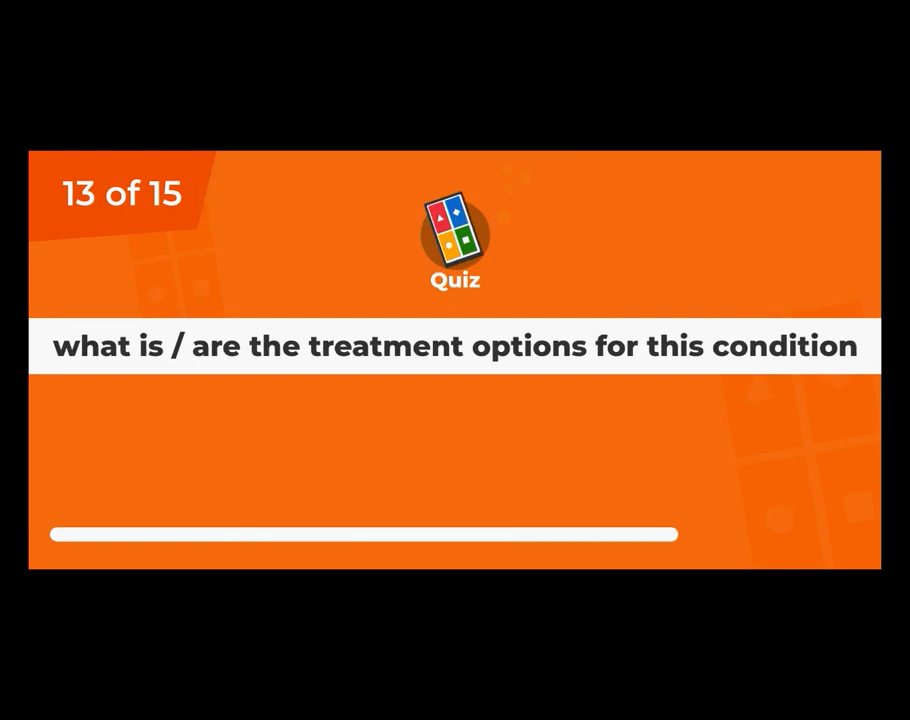 13 of 15
Quiz
what is / are the treatment options for this condition